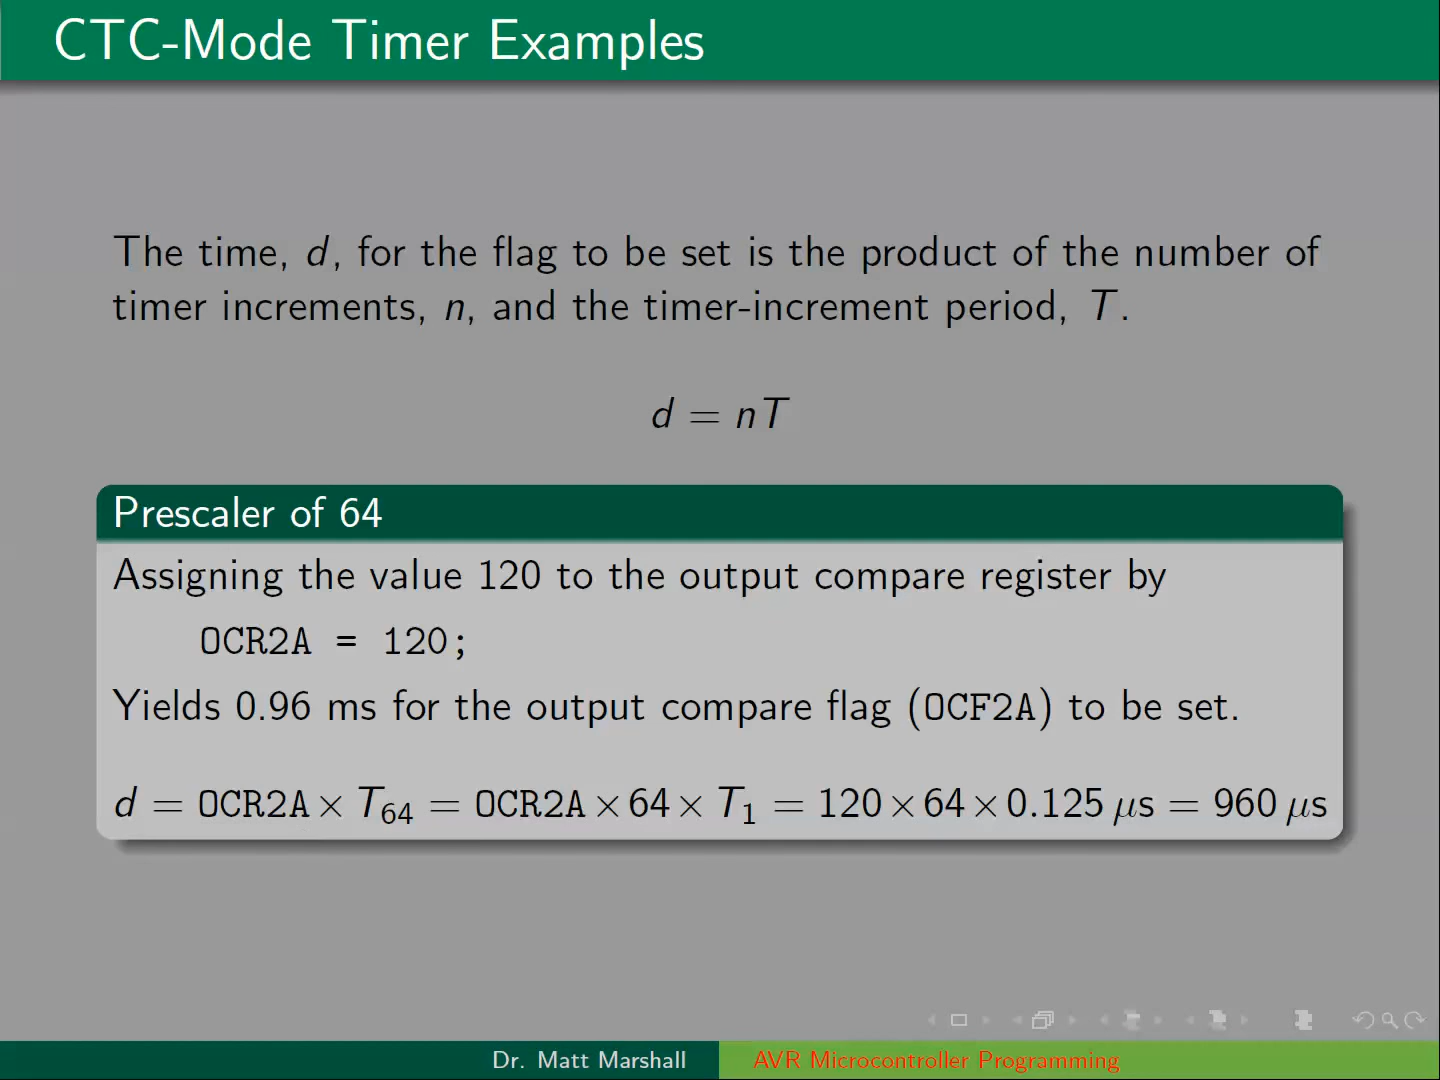 CTC-Mode Timer Examples
The time, d, for the flag to be set is the product of the number of
timer increments, n, and the timer-increment period, T.
d = nT
Prescaler of 64
Assigning the value 120 to the output compare register by
OCR2A = 120;
Yields 0.96 ms for the output compare flag (OCF2A) to be set.
d = OCR2A × T₆₄ = OCR2A × 64 × T₁ = 120 × 64 × 0.125 μs = 960 μs
Dr. Matt Marshall
AVR Microcontroller Programming